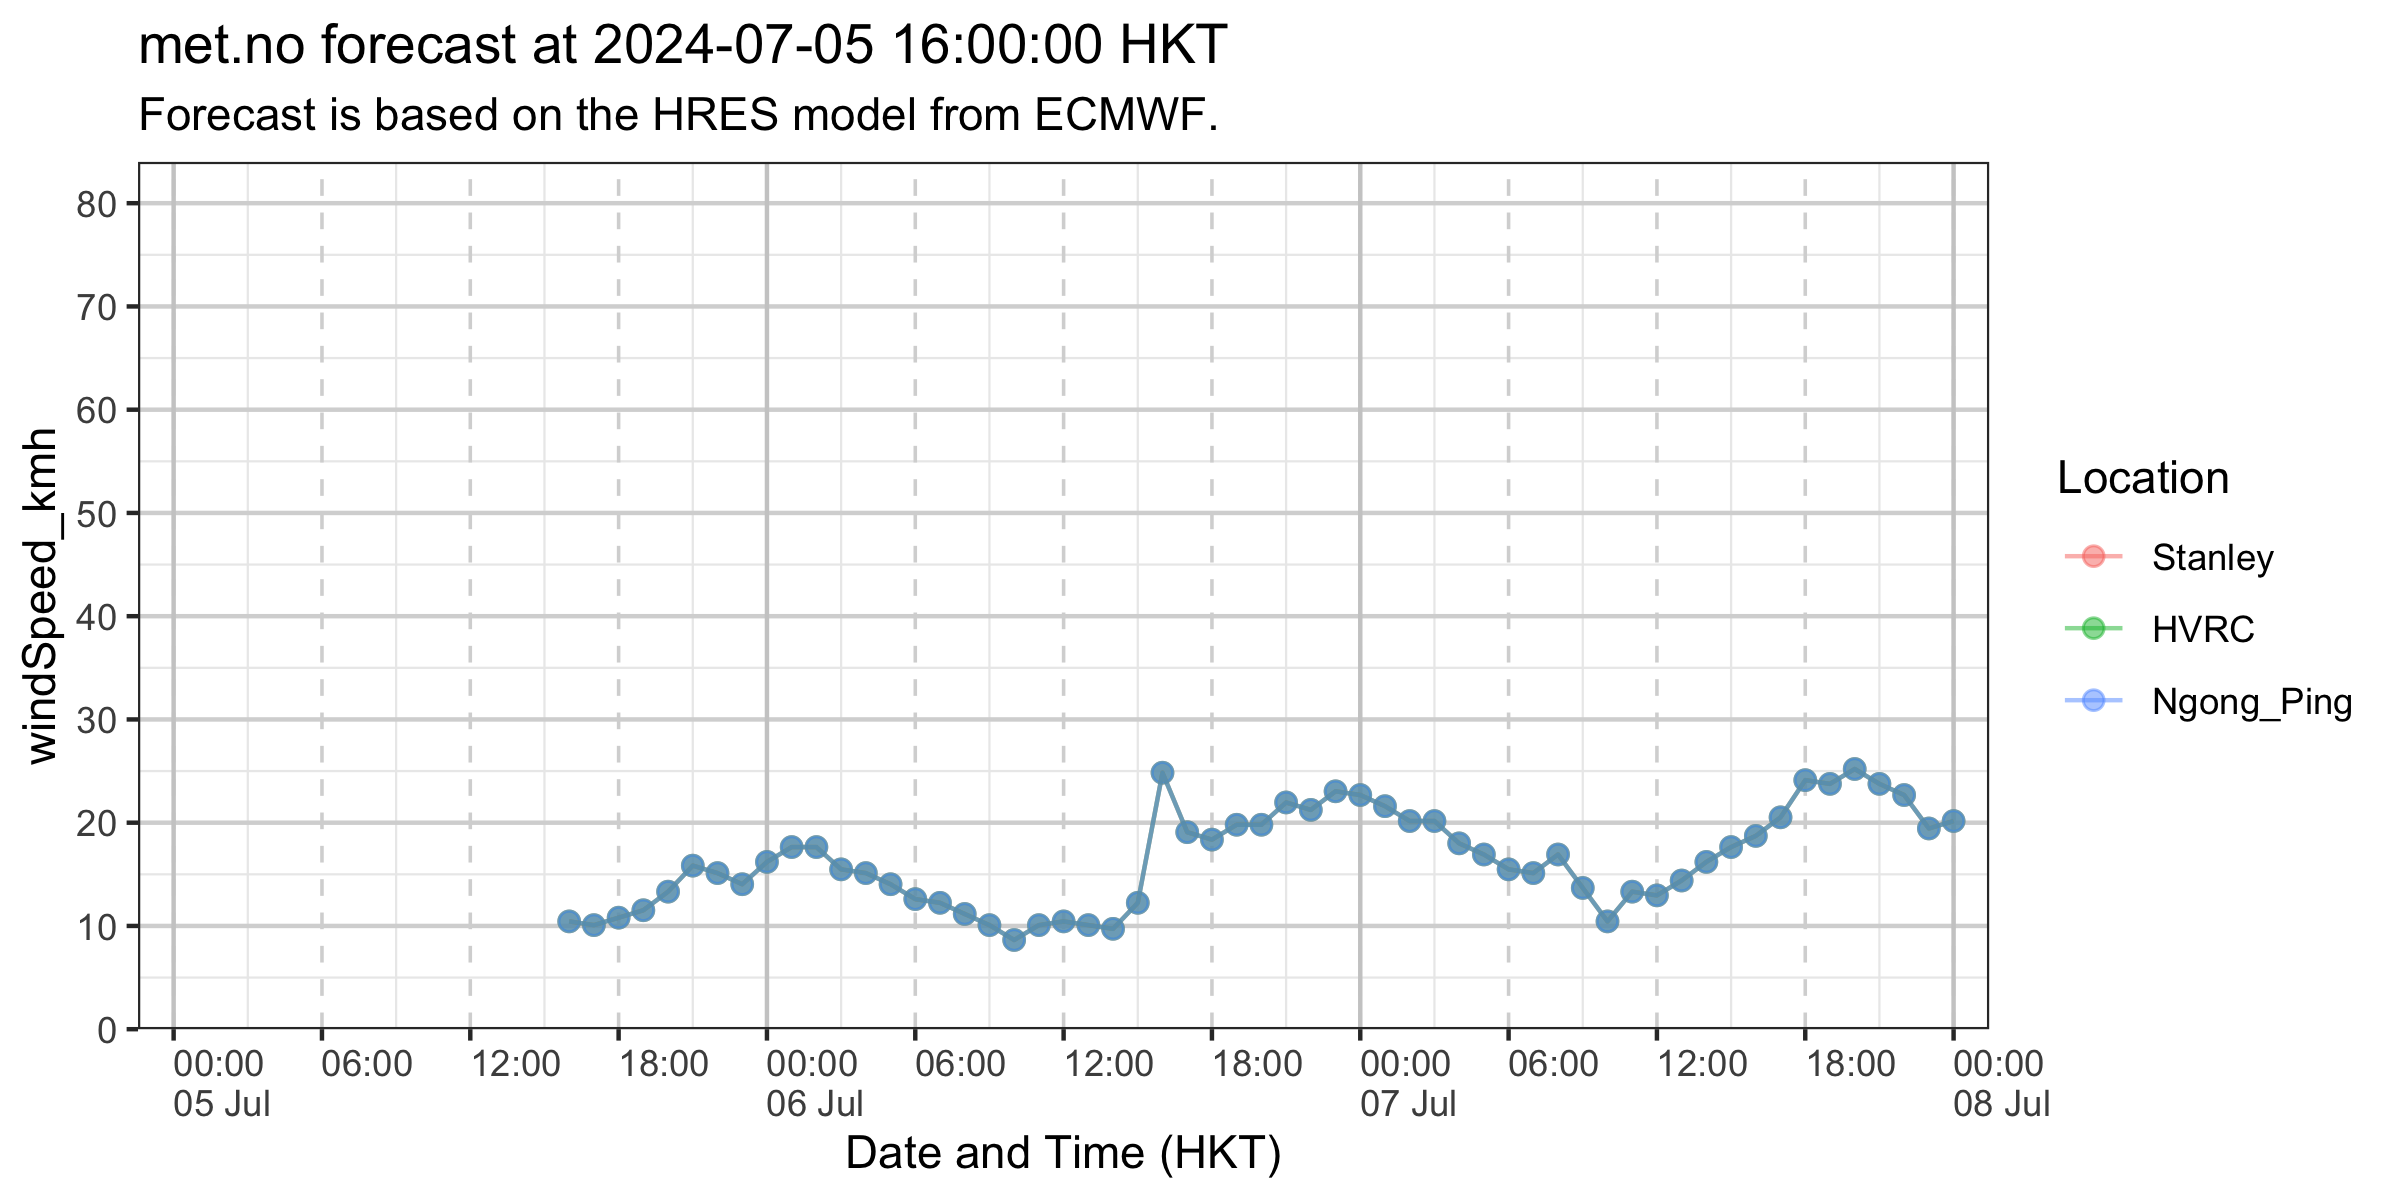 met.no forecast at 2024-07-05 16:00:00 HKT
Forecast is based on the HRES model from ECMWF.
windSpeed_kmh
80
70
60
50
40
30
20
10
0
00:00 06:00 12:00 18:00 00:00 06:00 12:00 18:00 00:00 06:00 12:00 18:00 00:00
05 Jul 06 Jul 07 Jul 08 Jul
Date and Time (HKT)
Location
Stanley
HVRC
Ngong_Ping